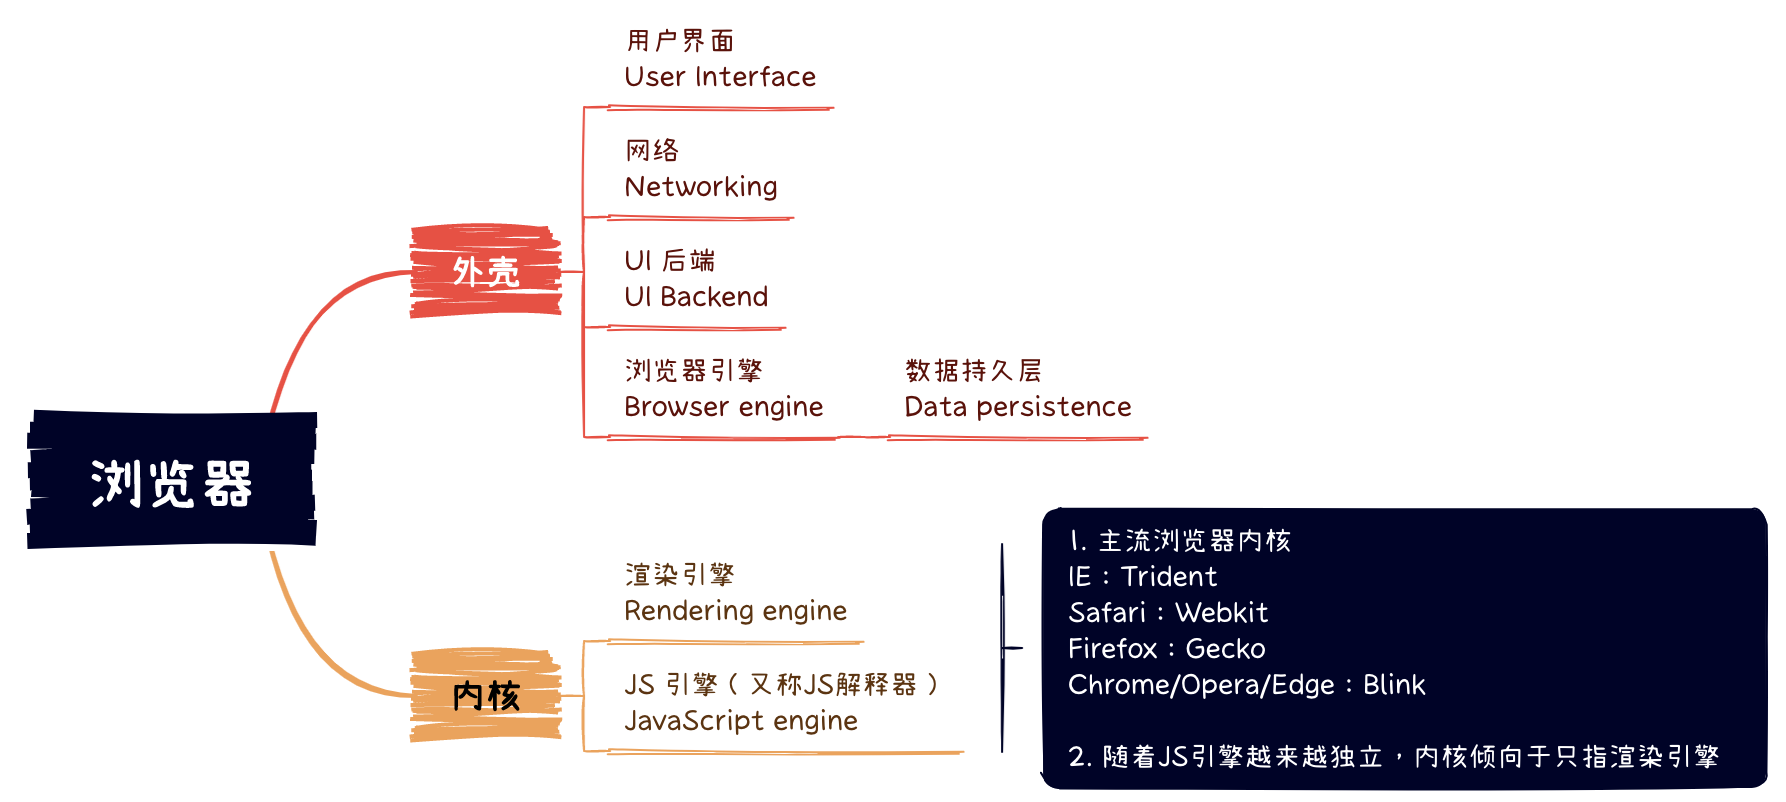 用户界面
User Interface
网络
Networking
UI 后端
UI Backend
浏览器引擎
Browser engine
数据持久层
Data persistence
外壳
浏览器
内核
渲染引擎
Rendering engine
JS 引擎（又称JS解释器）
JavaScript engine
1. 主流浏览器内核
IE：Trident
Safari：Webkit
Firefox：Gecko
Chrome/Opera/Edge：Blink
2. 随着JS引擎越来越独立，内核倾向于只指渲染引擎